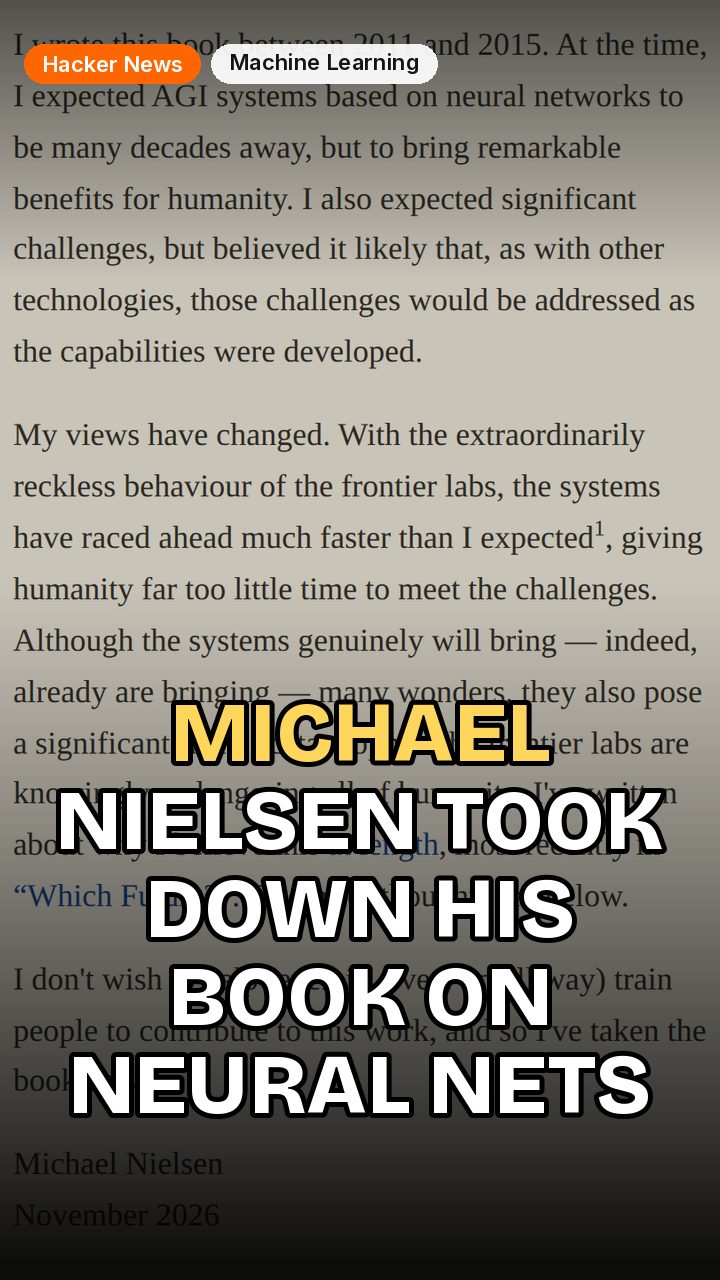 I wrote this book between 2011 and 2015. At the time,
Hacker News
Machine Learning
I expected AGI systems based on neural networks to
be many decades away, but to bring remarkable
benefits for humanity. I also expected significant
challenges, but believed it likely that, as with other
technologies, those challenges would be addressed as
the capabilities were developed.
My views have changed. With the extraordinarily
reckless behaviour of the frontier labs, the systems
have raced ahead much faster than I expected1, giving
humanity far too little time to meet the challenges.
Although the systems genuinely will bring — indeed,
already are bringing — many wonders, they also pose
a significant labs are
MICHAEL
NIELSEN TOOK
DOWN HIS
BOOK ON
NEURAL NETS
about
“Which low.
I don't wish way) train
people to contribute to this work, and so I've taken the
book
Michael Nielsen
November 2026